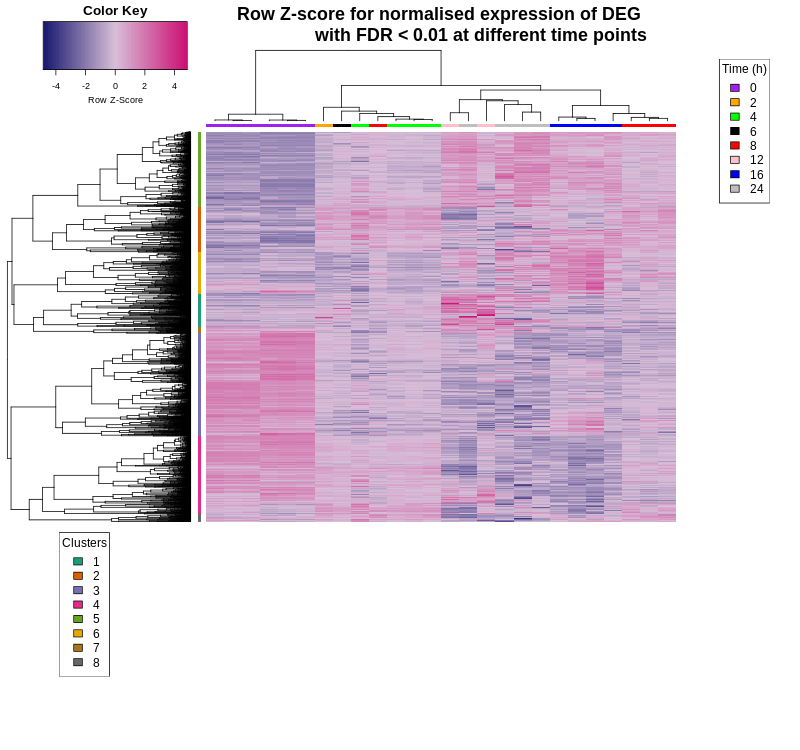 Color Key
-4 -2 0 2 4
Row Z-Score
Row Z-score for normalised expression of DEG
with FDR < 0.01 at different time points
Time (h)
0
2
4
6
8
12
16
24
Clusters
1
2
3
4
5
6
7
8